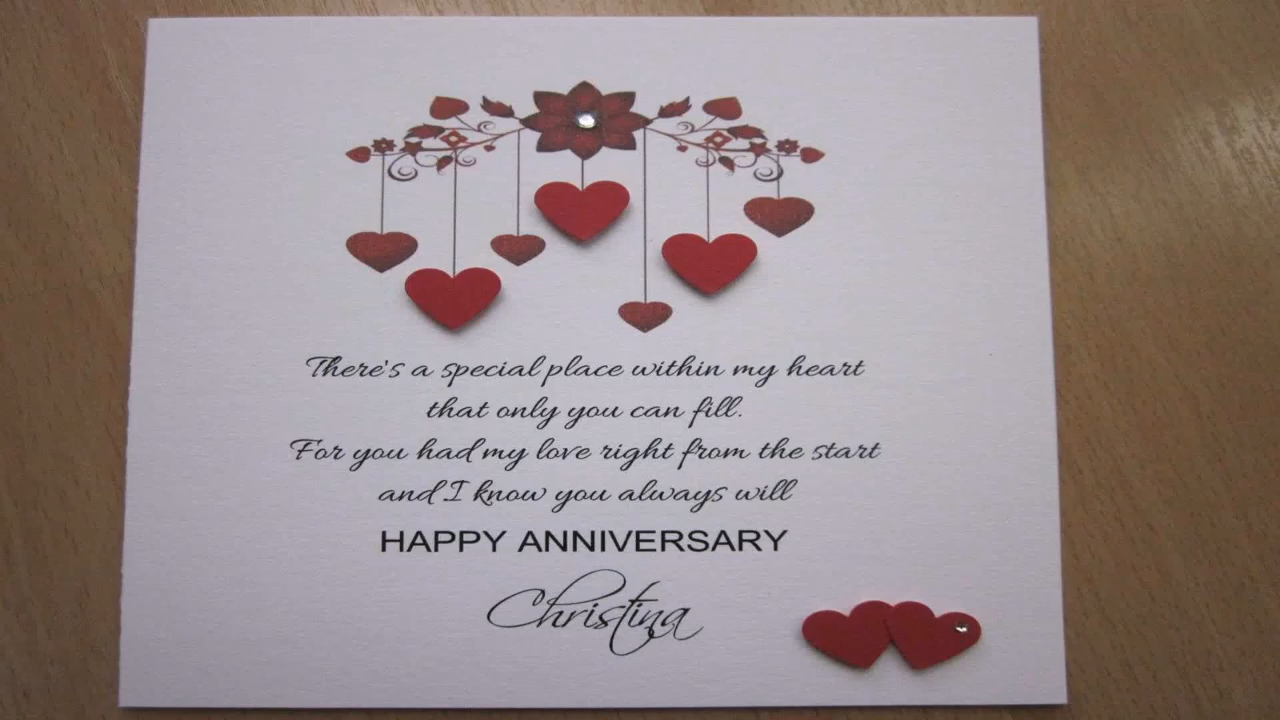 There's a special place within my heart
that only you can fill.
For you had my love right from the start
and I know you always will
HAPPY ANNIVERSARY
Christina